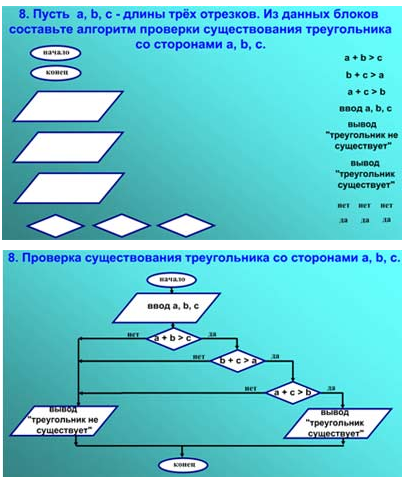 8. Пусть a, b, c - длины трёх отрезков. Из данных блоков
составьте алгоритм проверки существования треугольника
со сторонами a, b, c.
начало
конец
a + b > c
b + c > a
a + c > b
ввод a, b, c
вывод
"треугольник не
существует"
вывод
"треугольник
существует"
нет нет нет
да да да
8. Проверка существования треугольника со сторонами a, b, c.
начало
ввод a, b, c
нет a + b > c да
нет b + c > a да
нет a + c > b да
вывод
"треугольник не
существует"
вывод
"треугольник
существует"
конец